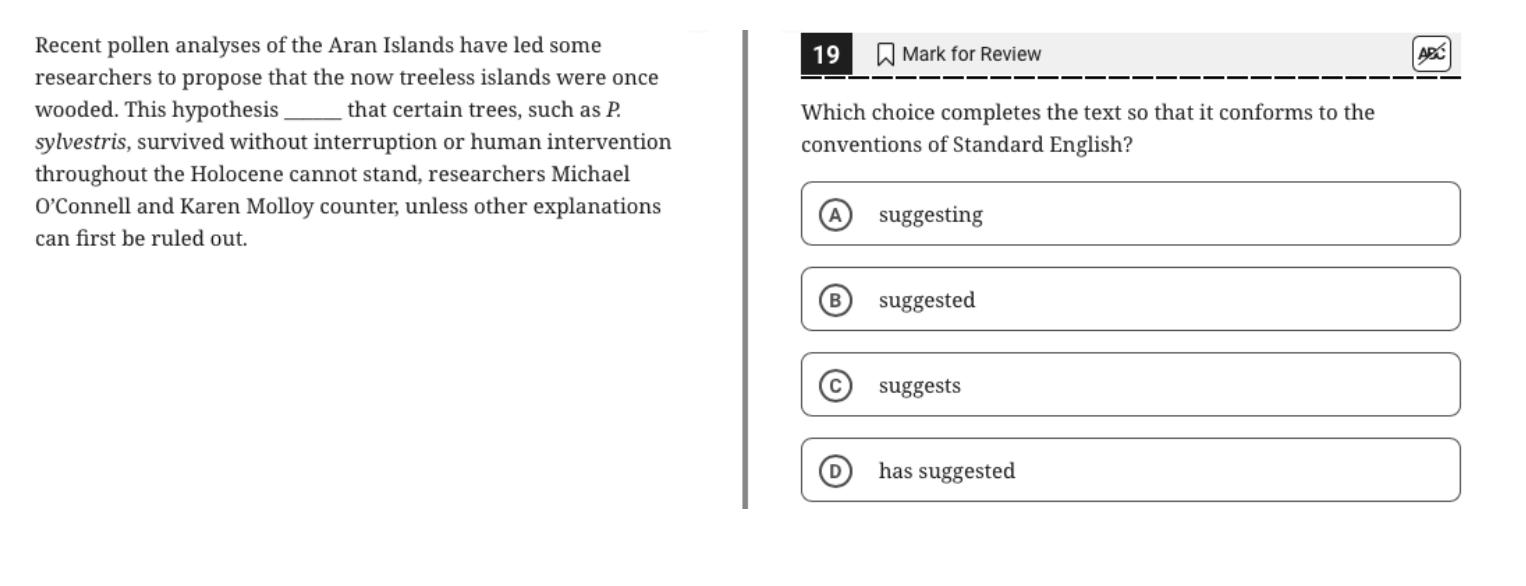 Recent pollen analyses of the Aran Islands have led some
researchers to propose that the now treeless islands were once
wooded. This hypothesis ______ that certain trees, such as P.
sylvestris, survived without interruption or human intervention
throughout the Holocene cannot stand, researchers Michael
O’Connell and Karen Molloy counter, unless other explanations
can first be ruled out.
19 Mark for Review ABC
Which choice completes the text so that it conforms to the
conventions of Standard English?
A suggesting
B suggested
C suggests
D has suggested